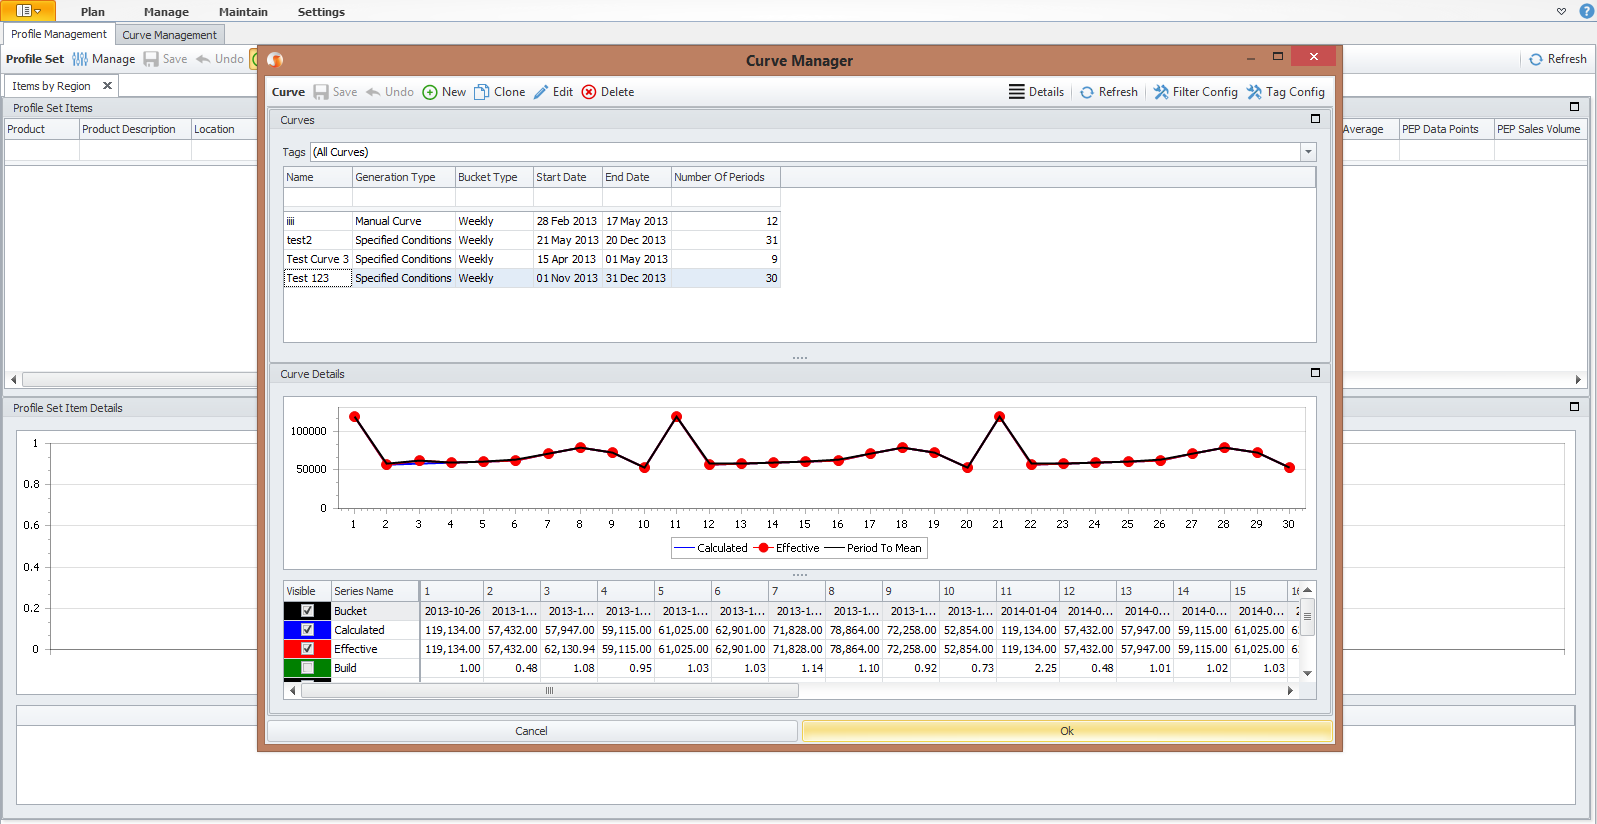 Plan Manage Maintain Settings
Profile Management Curve Management
Profile Set Manage Save Undo Refresh
Items by Region
Profile Set Items
Product Product Description Location Average PEP Data Points PEP Sales Volume
Profile Set Item Details
1
0.8
0.6
0.4
0.2
0
Curve Manager
Curve Save Undo New Clone Edit Delete Details Refresh Filter Config Tag Config
Curves
Tags (All Curves)
Name Generation Type Bucket Type Start Date End Date Number Of Periods
iiii Manual Curve Weekly 28 Feb 2013 17 May 2013 12
test2 Specified Conditions Weekly 21 May 2013 20 Dec 2013 31
Test Curve 3 Specified Conditions Weekly 15 Apr 2013 01 May 2013 9
Test 123 Specified Conditions Weekly 01 Nov 2013 31 Dec 2013 30
Curve Details
100000
50000
0
1 2 3 4 5 6 7 8 9 10 11 12 13 14 15 16 17 18 19 20 21 22 23 24 25 26 27 28 29 30
Calculated Effective Period To Mean
Visible Series Name 1 2 3 4 5 6 7 8 9 10 11 12 13 14 15 16
Bucket 2013-10-26 2013-1... 2013-1... 2013-1... 2013-1... 2013-1... 2013-1... 2013-1... 2013-1... 2013-1... 2014-01-04 2014-0... 2014-0... 2014-0... 2014-0... 2
Calculated 119,134.00 57,432.00 57,947.00 59,115.00 61,025.00 62,901.00 71,828.00 78,864.00 72,258.00 52,854.00 119,134.00 57,432.00 57,947.00 59,115.00 61,025.00 6
Effective 119,134.00 57,432.00 62,130.94 59,115.00 61,025.00 62,901.00 71,828.00 78,864.00 72,258.00 52,854.00 119,134.00 57,432.00 57,947.00 59,115.00 61,025.00 6
Build 1.00 0.48 1.08 0.95 1.03 1.03 1.14 1.10 0.92 0.73 2.25 0.48 1.01 1.02 1.03
Cancel Ok